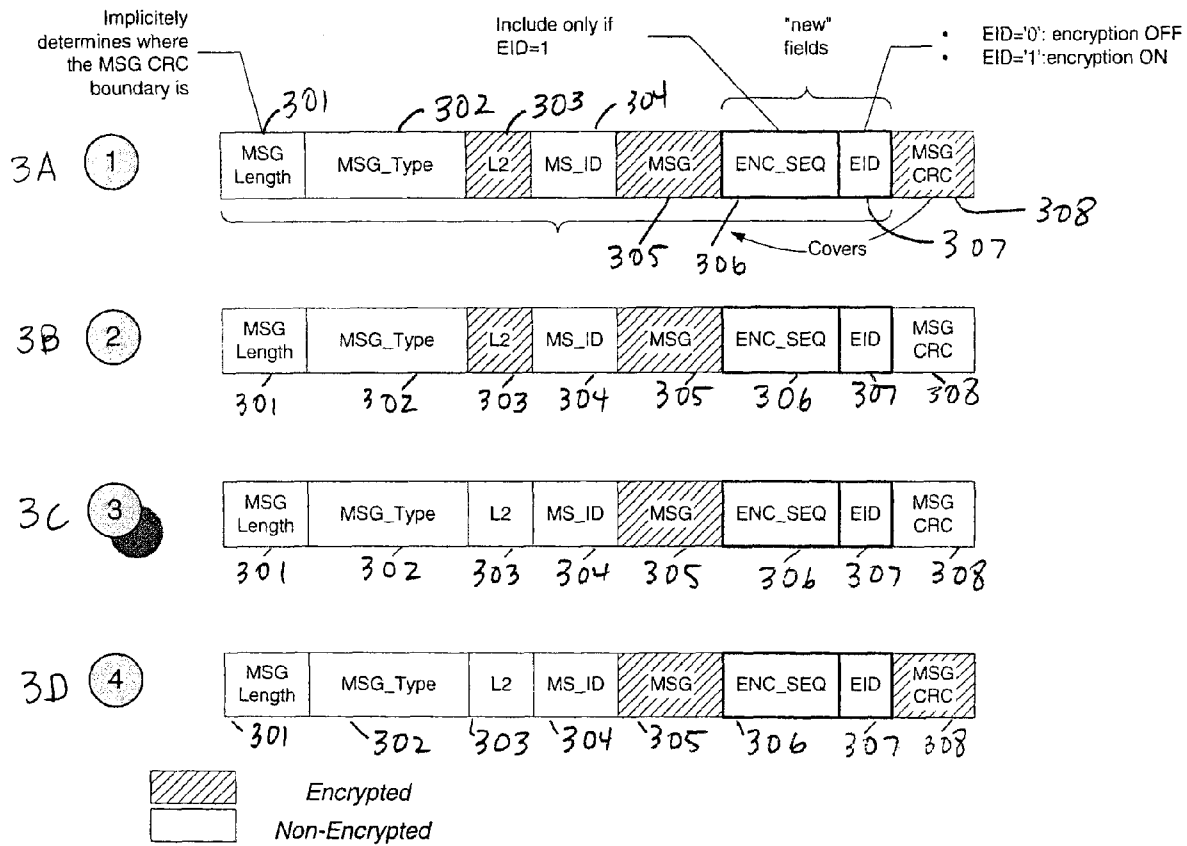 Implicitely
determines where
the MSG CRC
boundary is
Include only if
EID=1
"new"
fields
• EID='0': encryption OFF
• EID='1':encryption ON
301
302
303
304
3A
1
MSG Length
MSG_Type
L2
MS_ID
MSG
ENC_SEQ
EID
MSG CRC
305
306
Covers
307
308
3B
2
MSG Length
MSG_Type
L2
MS_ID
MSG
ENC_SEQ
EID
MSG CRC
301
302
303
304
305
306
307
308
3C
3
MSG Length
MSG_Type
L2
MS_ID
MSG
ENC_SEQ
EID
MSG CRC
301
302
303
304
305
306
307
308
3D
4
MSG Length
MSG_Type
L2
MS_ID
MSG
ENC_SEQ
EID
MSG CRC
301
302
303
304
305
306
307
308
Encrypted
Non-Encrypted